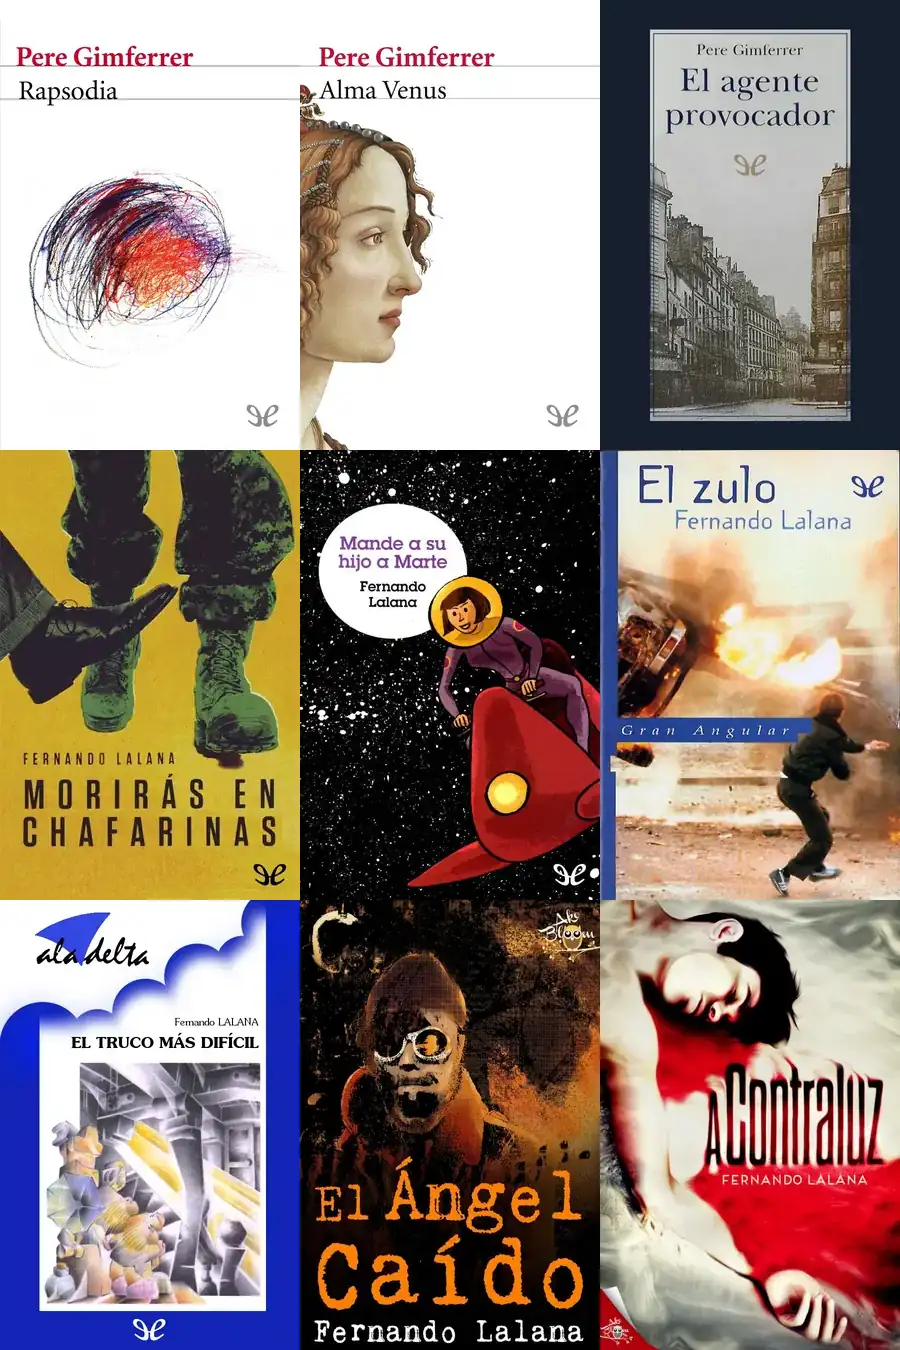 Pere Gimferrer
Rapsodia
Pere Gimferrer
Alma Venus
Pere Gimferrer
El agente
provocador
FERNANDO LALANA
MORIRÁS EN
CHAFARINAS
Mande a su
hijo a Marte
Fernando
Lalana
El zulo
Fernando Lalana
Gran Angular
ala delta
Fernando LALANA
EL TRUCO MÁS DIFÍCIL
El Ángel
Caído
Fernando Lalana
A Contraluz
FERNANDO LALANA